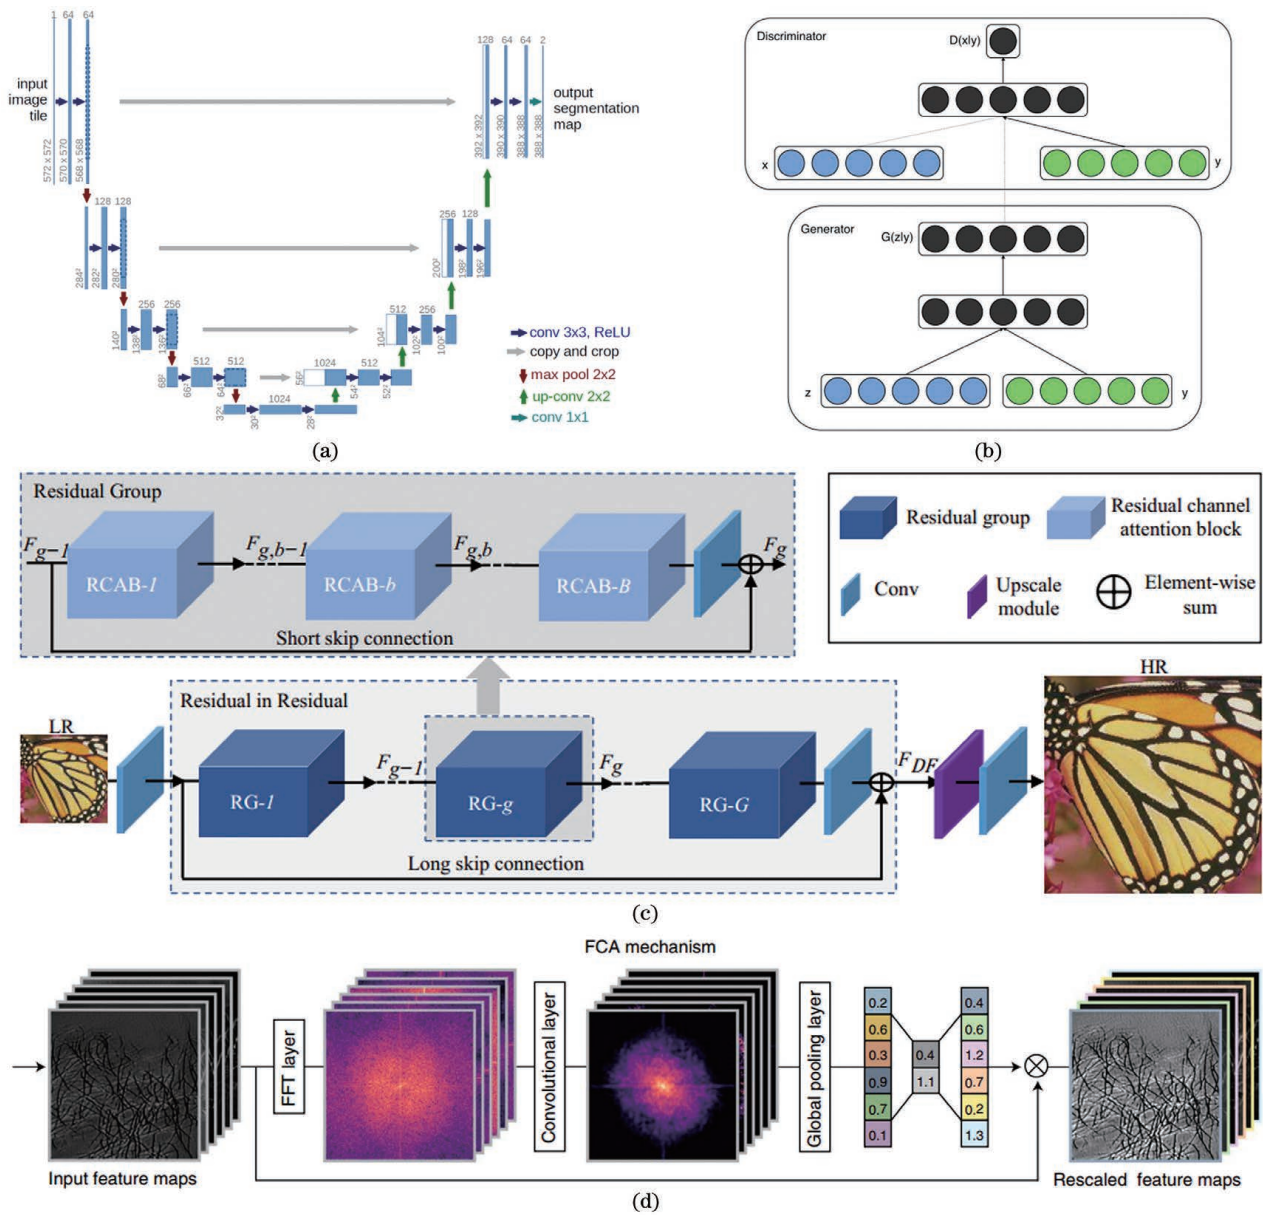 1 64 64
128 64 64 2
input
image
tile
output
segmentation
map
572 x 572
570 x 570
568 x 568
392 x 392
390 x 390
388 x 388
388 x 388
128 128
256 128
284²
282²
280²
200²
198²
196²
256 256
512 256
140²
138²
136²
104²
102²
100²
512 512
1024 512
68²
66²
64²
56²
54²
52²
1024
32²
30²
28²
conv 3x3, ReLU
copy and crop
max pool 2x2
up-conv 2x2
conv 1x1
(a)
Discriminator
D(x|y)
x
y
Generator
G(z|y)
z
y
(b)
Residual Group
F_{g-1}
RCAB-1
F_{g,b-1}
RCAB-b
F_{g,b}
RCAB-B
F_g
Short skip connection
Residual group
Residual channel
attention block
Conv
Upscale
module
Element-wise
sum
Residual in Residual
LR
HR
RG-1
F_{g-1}
RG-g
F_g
RG-G
F_{DF}
Long skip connection
(c)
FCA mechanism
FFT layer
Convolutional layer
Global pooling layer
0.2
0.6
0.3
0.9
0.7
0.1
0.4
1.1
0.4
0.6
1.2
0.7
0.2
1.3
Input feature maps
Rescaled feature maps
(d)